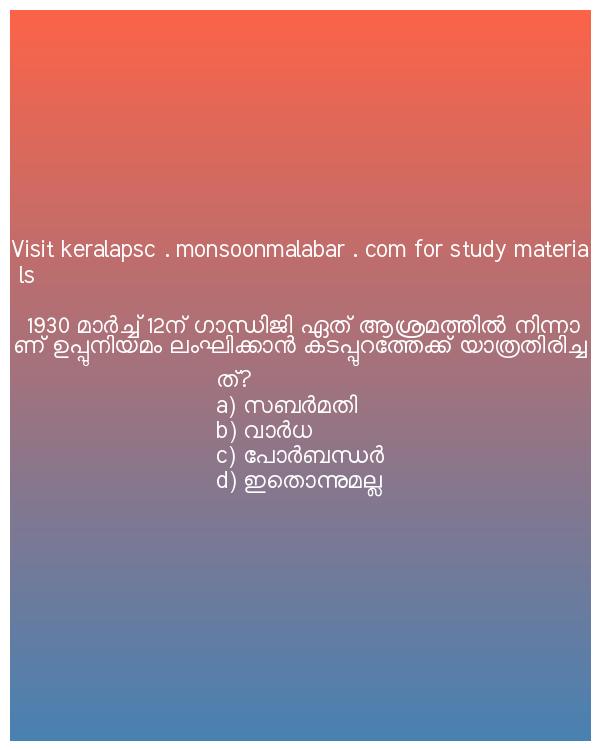 Visit keralapsc . monsoonmalabar . com for study materia
ls
1930 മാർച്ച് 12ന് ഗാന്ധിജി ഏത് ആശ്രമത്തിൽ നിന്നാ
ണ് ഉപ്പുനിയമം ലംഘിക്കാൻ കടപ്പുറത്തേക്ക് യാത്രതിരിച്ച
ത്?
a) സബർമതി
b) വാർധ
c) പോർബന്ധർ
d) ഇതൊന്നുമല്ല